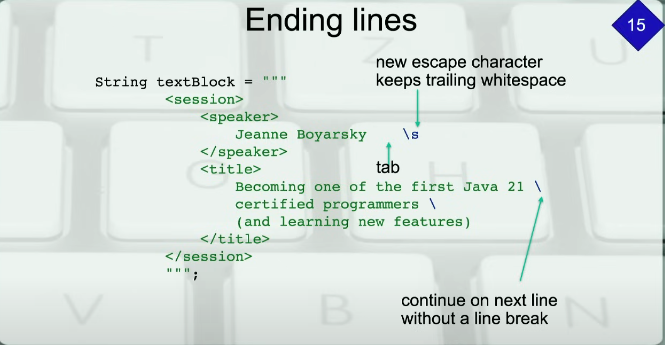 Ending lines
15
new escape character
keeps trailing whitespace
String textBlock = """
<session>
<speaker>
Jeanne Boyarsky \s
tab
</speaker>
<title>
Becoming one of the first Java 21 \
certified programmers \
(and learning new features)
</title>
</session>
""";
continue on next line
without a line break
T
U
O
H
V
B
N